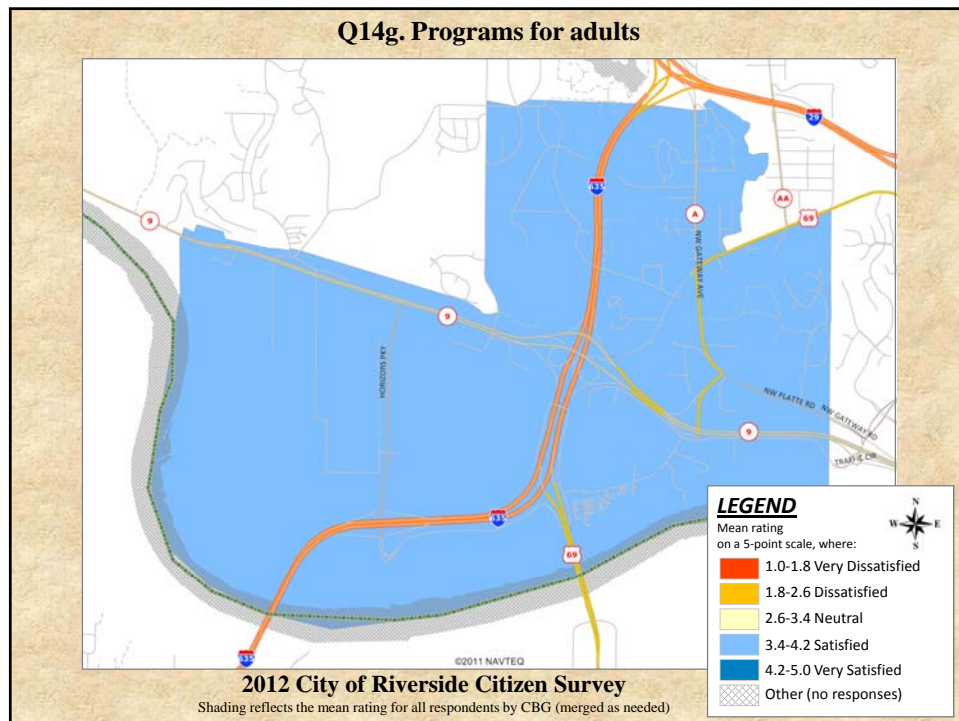 Q14g. Programs for adults
29
635
A
AA
69
9
NW GATEWAY AVE
9
HORIZONS PKY
NW PLATTE RD
NW GATEWAY RD
9
TRAFFIC CIR
635
69
635
©2011 NAVTEQ
LEGEND
Mean rating
on a 5-point scale, where:
N
W E
S
1.0-1.8 Very Dissatisfied
1.8-2.6 Dissatisfied
2.6-3.4 Neutral
3.4-4.2 Satisfied
4.2-5.0 Very Satisfied
Other (no responses)
2012 City of Riverside Citizen Survey
Shading reflects the mean rating for all respondents by CBG (merged as needed)